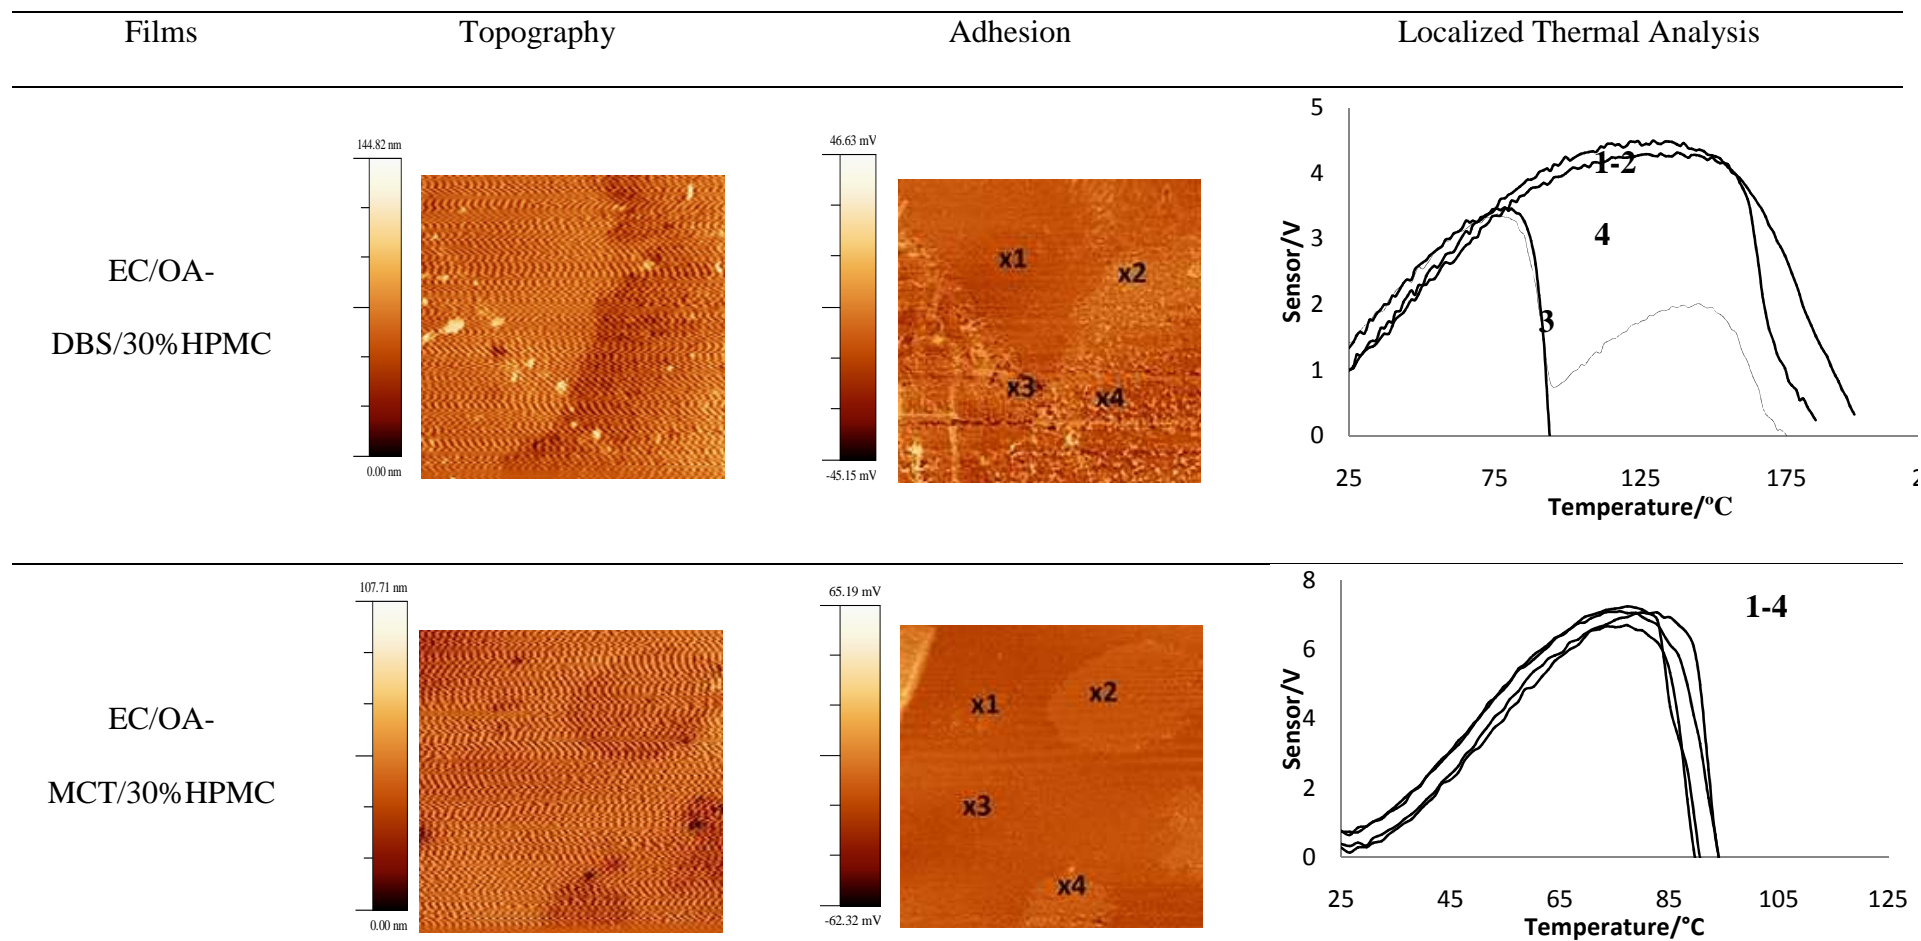 Films Topography Adhesion Localized Thermal Analysis
EC/OA-
DBS/30%HPMC
144.82 nm
0.00 nm
46.63 mV
-45.15 mV
x1
x2
x3
x4
5
4
3
2
1
0
Sensor/V
1-2
4
3
25 75 125 175 2
Temperature/°C
EC/OA-
MCT/30%HPMC
107.71 nm
0.00 nm
65.19 mV
-62.32 mV
x1
x2
x3
x4
8
6
4
2
0
Sensor/V
1-4
25 45 65 85 105 125
Temperature/°C